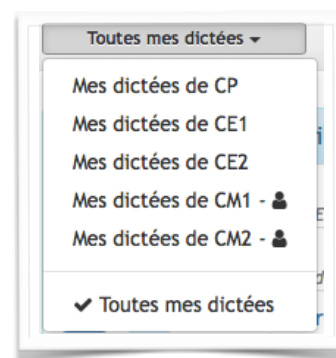 Toutes mes dictées
Mes dictées de CP
Mes dictées de CE1
Mes dictées de CE2
Mes dictées de CM1 -
Mes dictées de CM2 -
✔ Toutes mes dictées